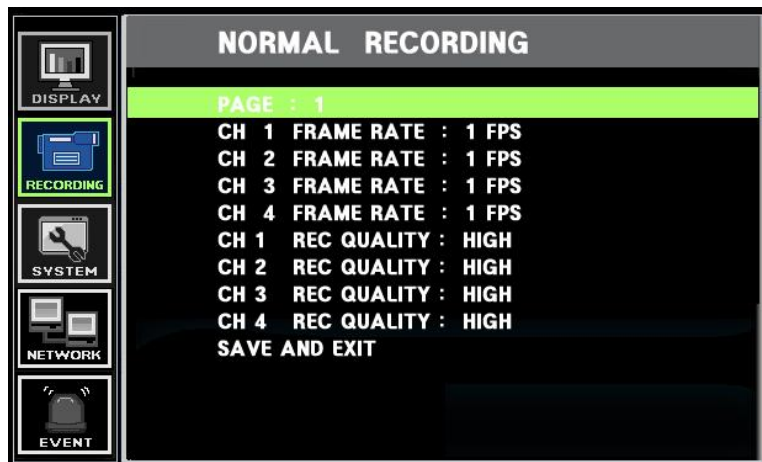 NORMAL RECORDING
DISPLAY
RECORDING
SYSTEM
NETWORK
EVENT
PAGE : 1
CH 1 FRAME RATE : 1 FPS
CH 2 FRAME RATE : 1 FPS
CH 3 FRAME RATE : 1 FPS
CH 4 FRAME RATE : 1 FPS
CH 1 REC QUALITY : HIGH
CH 2 REC QUALITY : HIGH
CH 3 REC QUALITY : HIGH
CH 4 REC QUALITY : HIGH
SAVE AND EXIT